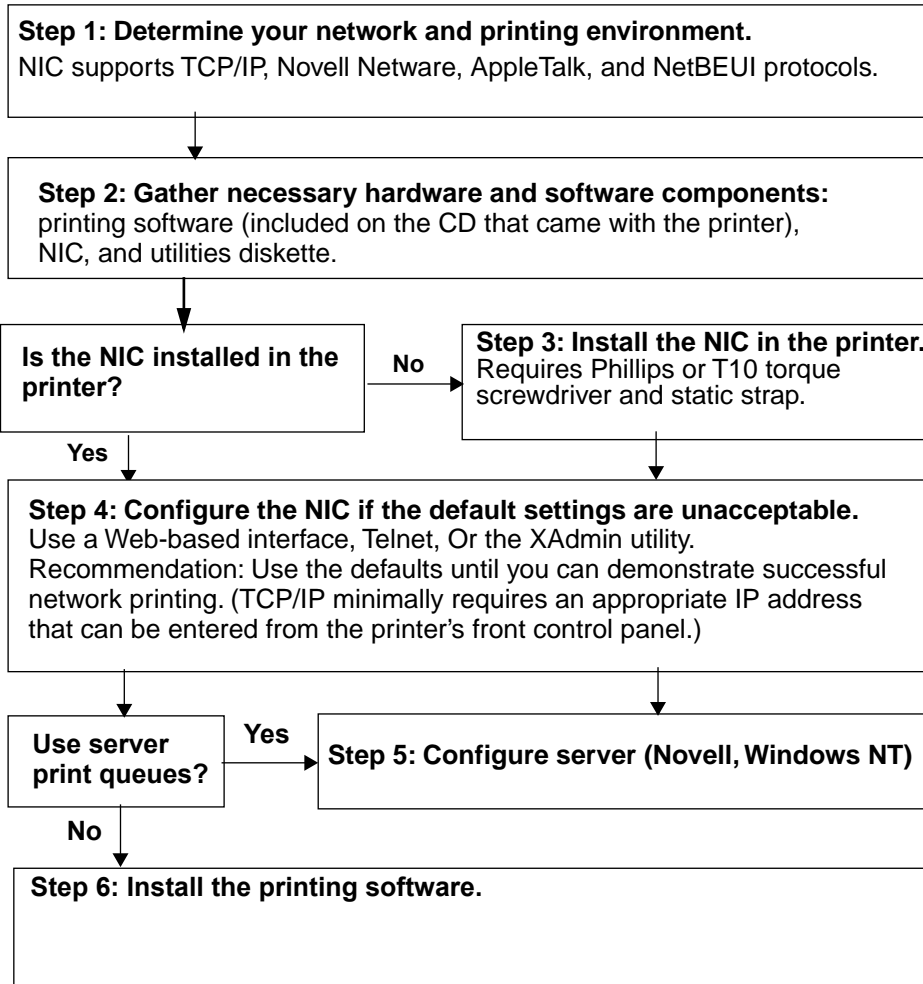 Step 1: Determine your network and printing environment.
NIC supports TCP/IP, Novell Netware, AppleTalk, and NetBEUI protocols.
Step 2: Gather necessary hardware and software components:
printing software (included on the CD that came with the printer),
NIC, and utilities diskette.
Is the NIC installed in the
printer?
No
Step 3: Install the NIC in the printer.
Requires Phillips or T10 torque
screwdriver and static strap.
Yes
Step 4: Configure the NIC if the default settings are unacceptable.
Use a Web-based interface, Telnet, Or the XAdmin utility.
Recommendation: Use the defaults until you can demonstrate successful
network printing. (TCP/IP minimally requires an appropriate IP address
that can be entered from the printer's front control panel.)
Use server
print queues?
Yes
Step 5: Configure server (Novell, Windows NT)
No
Step 6: Install the printing software.